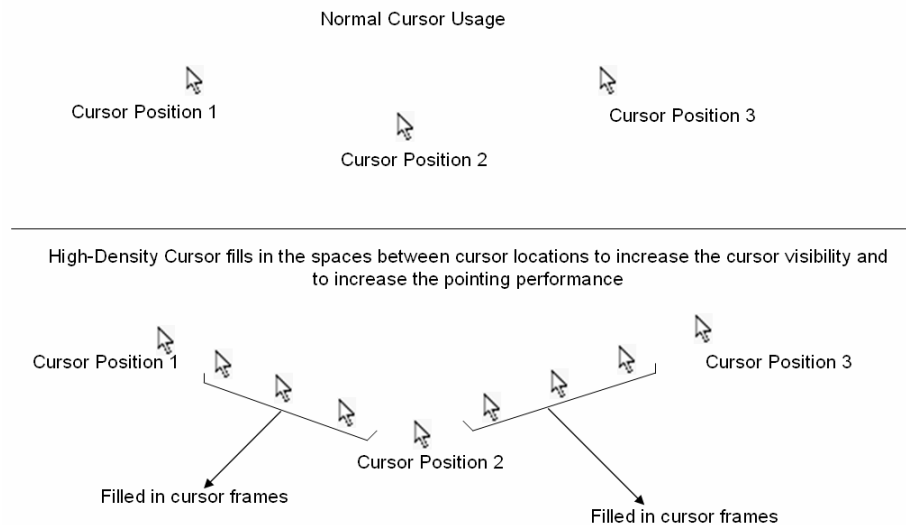 Normal Cursor Usage
Cursor Position 1
Cursor Position 3
Cursor Position 2
High-Density Cursor fills in the spaces between cursor locations to increase the cursor visibility and
to increase the pointing performance
Cursor Position 1
Cursor Position 3
Cursor Position 2
Filled in cursor frames
Filled in cursor frames